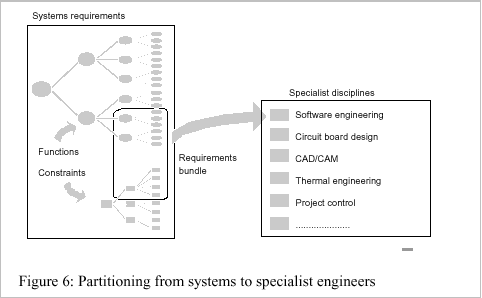 Systems requirements
Specialist disciplines
Software engineering
Circuit board design
Functions
Requirements
bundle
CAD/CAM
Constraints
Thermal engineering
Project control
.....................
Figure 6: Partitioning from systems to specialist engineers